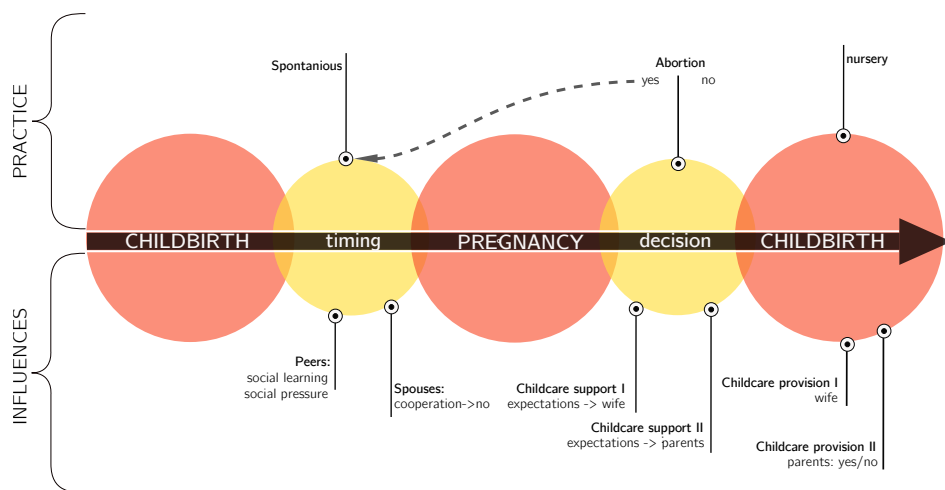 PRACTICE
Spontanious
Abortion
yes no
nursery
CHILDBIRTH
timing
PREGNANCY
decision
CHILDBIRTH
INFLUENCES
Peers:
social learning
social pressure
Spouses:
cooperation->no
Childcare support I
expectations -> wife
Childcare support II
expectations -> parents
Childcare provision I
wife
Childcare provision II
parents: yes/no